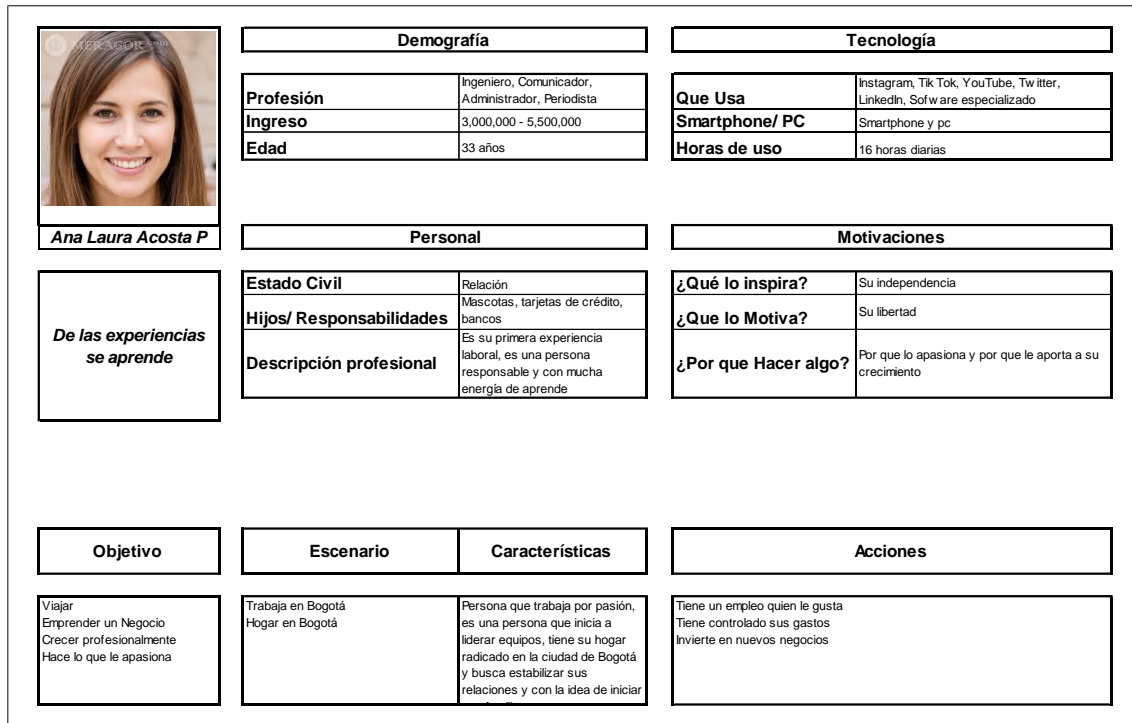 MERAGOR.com
Demografía
Tecnología
Profesión
Ingeniero, Comunicador,
Administrador, Periodista
Ingreso
3,000,000 - 5,500,000
Edad
33 años
Que Usa
Instagram, Tik Tok, YouTube, Twitter,
LinkedIn, Sofware especializado
Smartphone/ PC
Smartphone y pc
Horas de uso
16 horas diarias
Ana Laura Acosta P
Personal
Motivaciones
De las experiencias
se aprende
Estado Civil
Relación
Hijos/ Responsabilidades
Mascotas, tarjetas de crédito,
bancos
Descripción profesional
Es su primera experiencia
laboral, es una persona
responsable y con mucha
energía de aprende
¿Qué lo inspira?
Su independencia
¿Que lo Motiva?
Su libertad
¿Por que Hacer algo?
Por que lo apasiona y por que le aporta a su
crecimiento
Objetivo
Escenario
Características
Acciones
Viajar
Emprender un Negocio
Crecer profesionalmente
Hace lo que le apasiona
Trabaja en Bogotá
Hogar en Bogotá
Persona que trabaja por pasión,
es una persona que inicia a
liderar equipos, tiene su hogar
radicado en la ciudad de Bogotá
y busca estabilizar sus
relaciones y con la idea de iniciar
Tiene un empleo quien le gusta
Tiene controlado sus gastos
Invierte en nuevos negocios